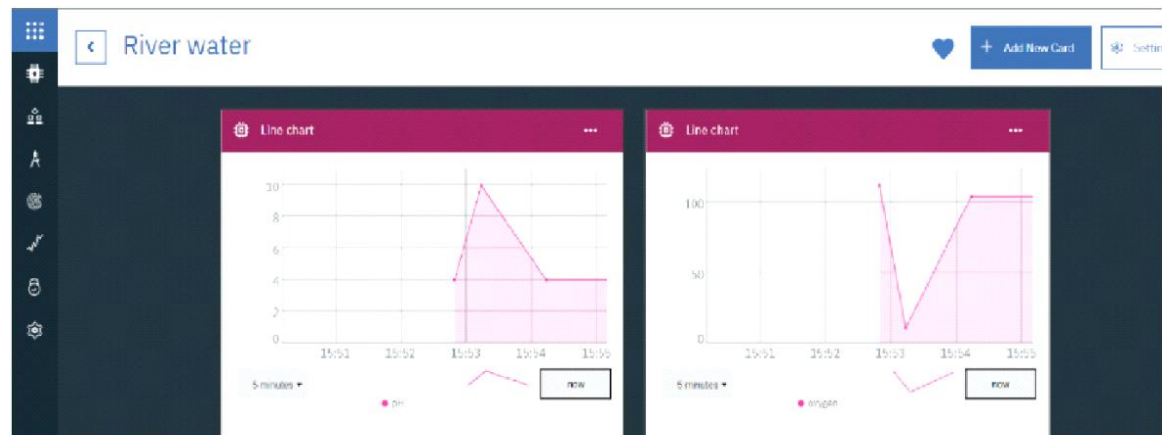 River water
+ Add New Card
Settin
Line chart
...
10
8
6
4
2
0
15:51 15:52 15:53 15:54 15:55
5 minutes
now
pH
Line chart
...
100
50
0
15:51 15:52 15:53 15:54 15:55
5 minutes
now
oxygen